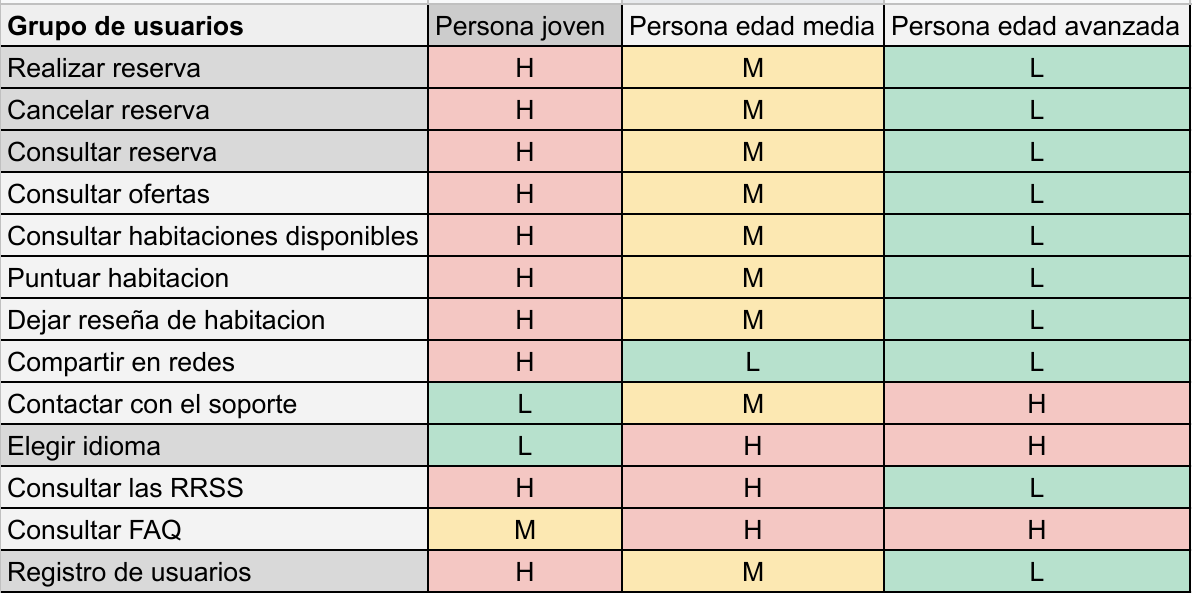 Grupo de usuarios Persona joven Persona edad media Persona edad avanzada
Realizar reserva H M L
Cancelar reserva H M L
Consultar reserva H M L
Consultar ofertas H M L
Consultar habitaciones disponibles H M L
Puntuar habitacion H M L
Dejar reseña de habitacion H M L
Compartir en redes H L L
Contactar con el soporte L M H
Elegir idioma L H H
Consultar las RRSS H H L
Consultar FAQ M H H
Registro de usuarios H M L